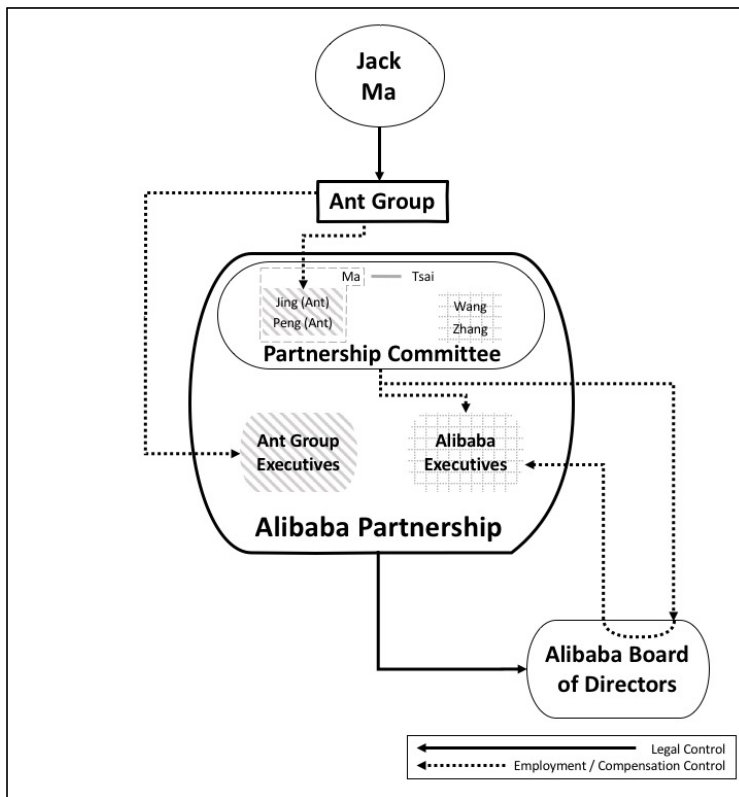 Jack
Ma
Ant Group
Ma
Tsai
Jing (Ant)
Peng (Ant)
Wang
Zhang
Partnership Committee
Ant Group
Executives
Alibaba
Executives
Alibaba Partnership
Alibaba Board
of Directors
Legal Control
Employment / Compensation Control